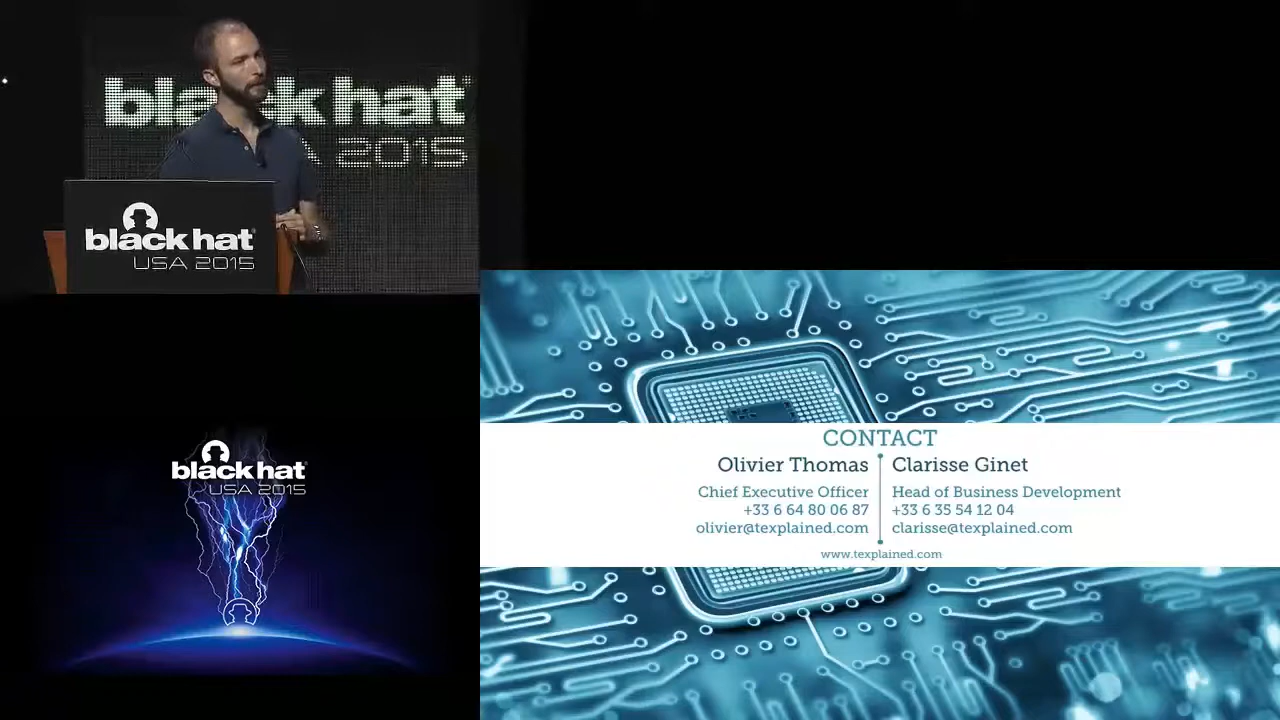 black hat
USA 2015
black hat
USA 2015
black hat
USA 2015
CONTACT
Olivier Thomas
Chief Executive Officer
+33 6 64 80 06 87
olivier@texplained.com
Clarisse Ginet
Head of Business Development
+33 6 35 54 12 04
clarisse@texplained.com
www.texplained.com